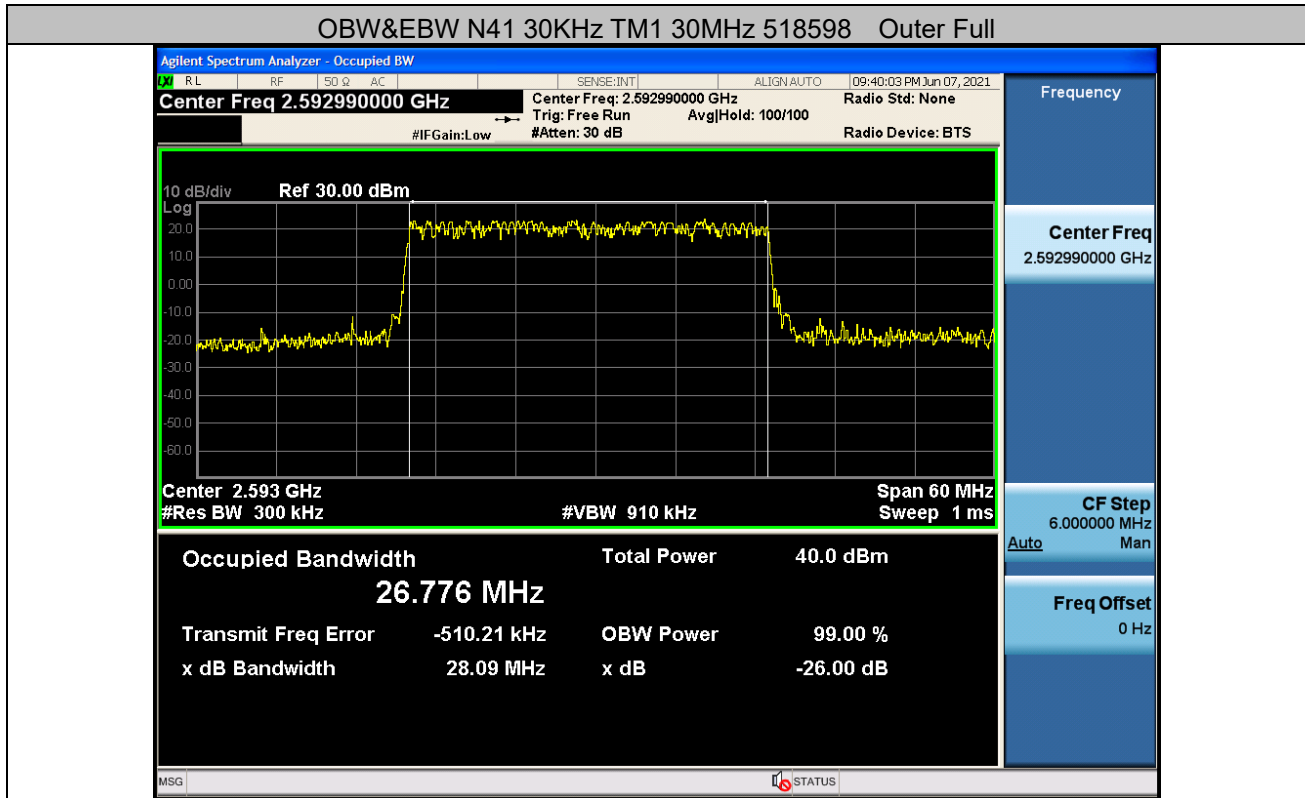 OBW&EBW N41 30KHz TM1 30MHz 518598 Outer Full
Agilent Spectrum Analyzer - Occupied BW
LXI RL RF 50 Ω AC SENSE:INT ALIGN AUTO 09:40:03 PM Jun 07, 2021
Center Freq 2.592990000 GHz Center Freq: 2.592990000 GHz Radio Std: None
Trig: Free Run Avg|Hold: 100/100
#IFGain:Low #Atten: 30 dB Radio Device: BTS
10 dB/div Ref 30.00 dBm
Log
20.0
10.0
0.00
-10.0
-20.0
-30.0
-40.0
-50.0
-60.0
Center 2.593 GHz Span 60 MHz
#Res BW 300 kHz #VBW 910 kHz Sweep 1 ms
Occupied Bandwidth Total Power 40.0 dBm
26.776 MHz
Transmit Freq Error -510.21 kHz OBW Power 99.00 %
x dB Bandwidth 28.09 MHz x dB -26.00 dB
MSG STATUS
Frequency
Center Freq
2.592990000 GHz
CF Step
6.000000 MHz
Auto Man
Freq Offset
0 Hz